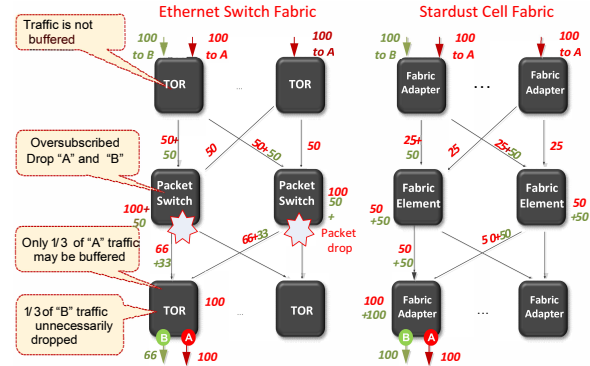 Ethernet Switch Fabric
Stardust Cell Fabric
Traffic is not
buffered
100
to B
100
to A
100
to A
TOR
...
TOR
50+
50
50
50+50
50
Oversubscribed
Drop "A" and "B"
Packet
Switch
100+
50
Packet
Switch
100
50
+
Packet
drop
Only 1/3 of "A" traffic
may be buffered
66
+33
66+33
1/3 of "B" traffic
unnecessarily
dropped
TOR
100
...
TOR
B
A
66
100
100
to B
100
to A
100
to A
Fabric
Adapter
...
Fabric
Adapter
25+
50
25
25+50
25
Fabric
Element
50
+50
Fabric
Element
50
+50
50
+50
50+50
100
+100
Fabric
Adapter
...
Fabric
Adapter
B
A
100
100